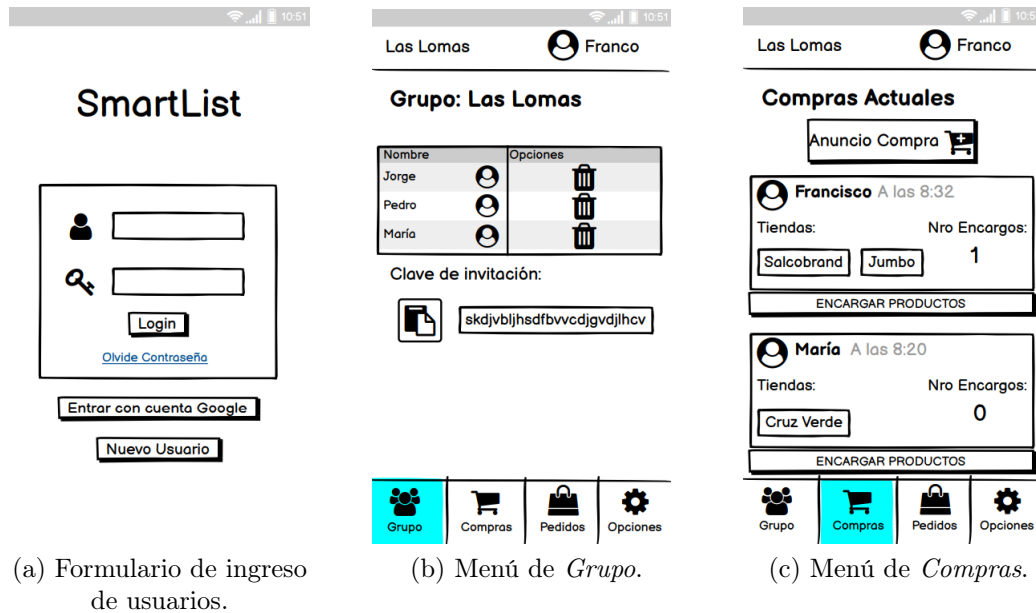 10:51
SmartList
Login
Olvide Contraseña
Entrar con cuenta Google
Nuevo Usuario
(a) Formulario de ingreso
de usuarios.
10:51
Las Lomas
Franco
Grupo: Las Lomas
Nombre Opciones
Jorge
Pedro
María
Clave de invitación:
skdjvbljhsdfbvvcdjgvdjlhcv
Grupo Compras Pedidos Opciones
(b) Menú de Grupo.
Las Lomas
Franco
Compras Actuales
Anuncio Compra
Francisco A las 8:32
Tiendas: Nro Encargos:
Salcobrand Jumbo 1
ENCARGAR PRODUCTOS
María A las 8:20
Tiendas: Nro Encargos:
Cruz Verde 0
ENCARGAR PRODUCTOS
Grupo Compras Pedidos Opciones
(c) Menú de Compras.